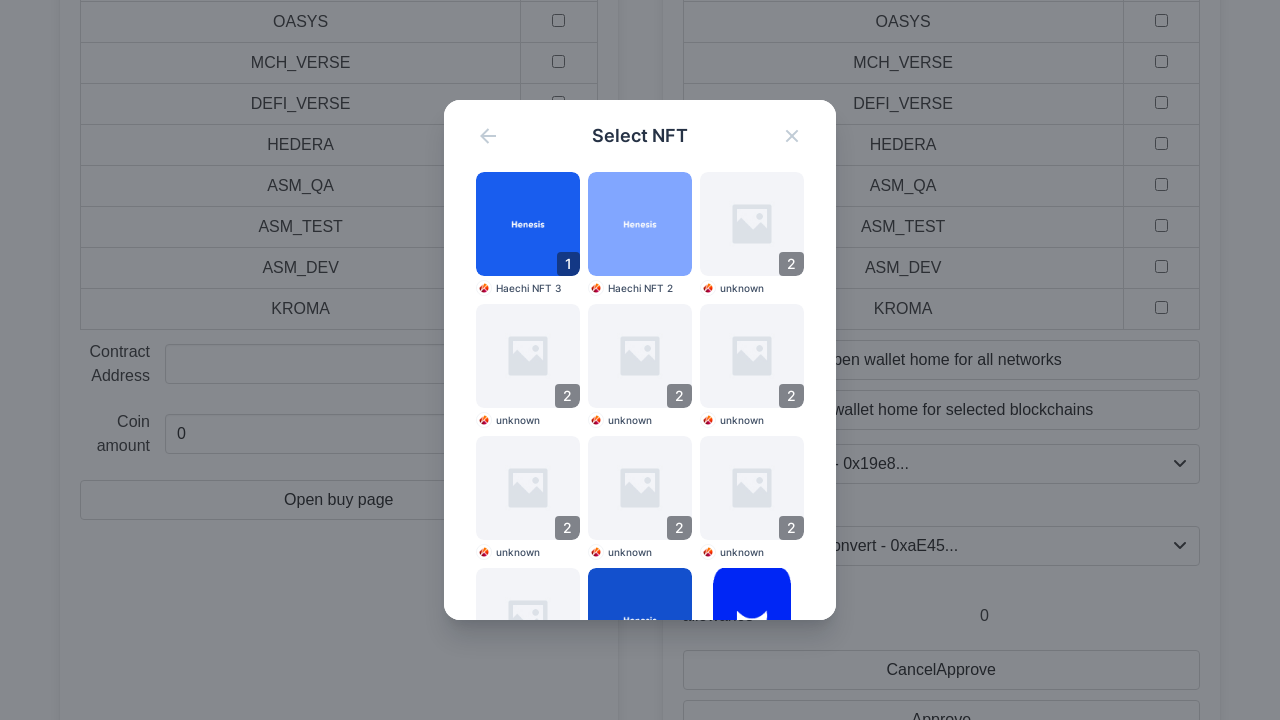 OASYS
OASYS
MCH_VERSE
MCH_VERSE
DEFI_VERSE
DEFI_VERSE
HEDERA
HEDERA
ASM_QA
ASM_QA
ASM_TEST
ASM_TEST
ASM_DEV
ASM_DEV
KROMA
KROMA
Contract
Address
Coin
amount
0
Open buy page
Select NFT
Henesis
1
Haechi NFT 3
Henesis
Haechi NFT 2
2
unknown
2
unknown
2
unknown
2
unknown
2
unknown
2
unknown
2
unknown
Henesis
pen wallet home for all networks
wallet home for selected blockchains
- 0x19e8...
onvert - 0xaE45...
0
CancelApprove
Approve